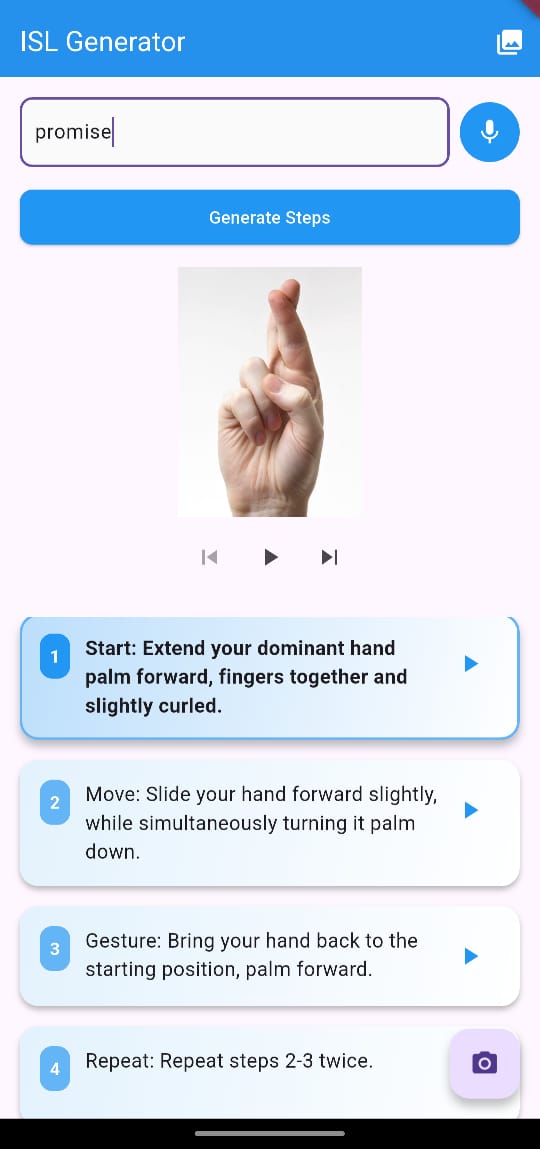 ISL Generator
promise
Generate Steps
1
Start: Extend your dominant hand
palm forward, fingers together and
slightly curled.
2
Move: Slide your hand forward slightly,
while simultaneously turning it palm
down.
3
Gesture: Bring your hand back to the
starting position, palm forward.
4
Repeat: Repeat steps 2-3 twice.